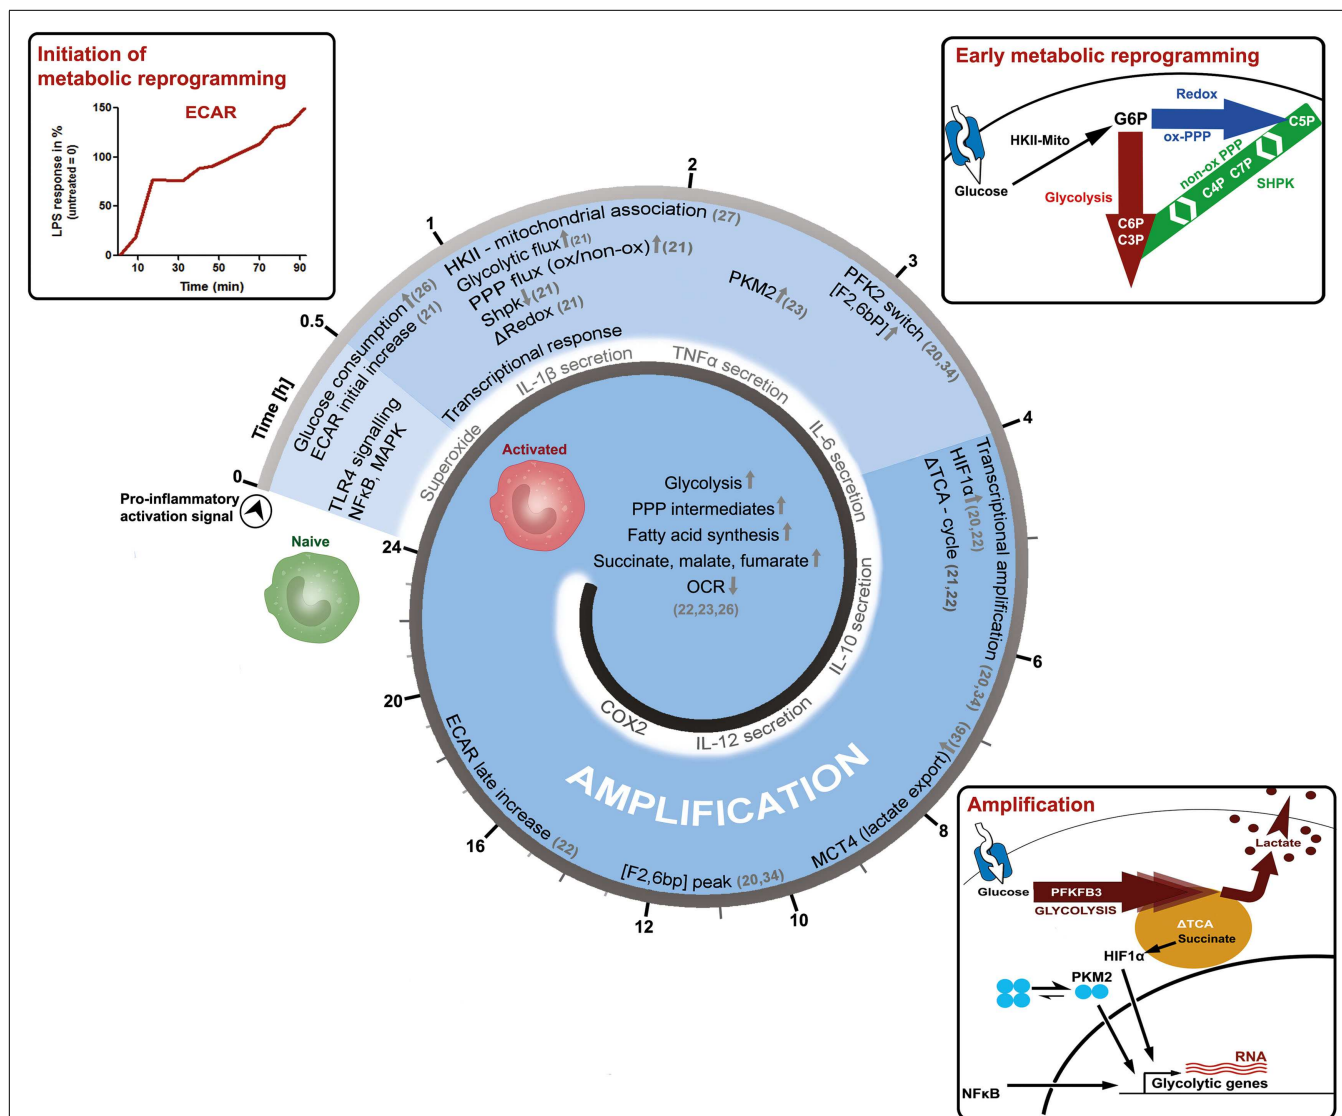 Initiation of
metabolic reprogramming
ECAR
LPS response in %
(untreated = 0)
150
100
50
0
10
30
50
70
90
Time (min)
Early metabolic reprogramming
Redox
G6P
C5P
ox-PPP
HKII-Mito
non-ox PPP
C4P C7P
SHPK
Glucose
Glycolysis
C6P
C3P
Time [h]
0
0.5
1
2
3
4
6
8
10
12
16
20
24
Pro-inflammatory
activation signal
Naive
Glucose consumption (26)
ECAR initial increase (21)
TLR4 signalling
NFκB, MAPK
HKII - mitochondrial association (27)
Glycolytic flux (21)
PPP flux (ox/non-ox) (21)
Shpk (21)
ΔRedox (21)
Transcriptional response
PKM2 (23)
PFK2 switch (20,34)
[F2,6bP]
Transcriptional amplification (20,34)
HIF1α (20,22)
ΔTCA - cycle (21,22)
MCT4 (lactate export) (36)
[F2,6bp] peak (20,34)
ECAR late increase (22)
Superoxide
IL-1β secretion
TNFα secretion
IL-6 secretion
IL-10 secretion
IL-12 secretion
COX2
AMPLIFICATION
Activated
Glycolysis
PPP intermediates
Fatty acid synthesis
Succinate, malate, fumarate
OCR
(22,23,26)
Amplification
Lactate
Glucose
PFKFB3
GLYCOLYSIS
ΔTCA
Succinate
HIF1α
PKM2
RNA
NFκB
Glycolytic genes